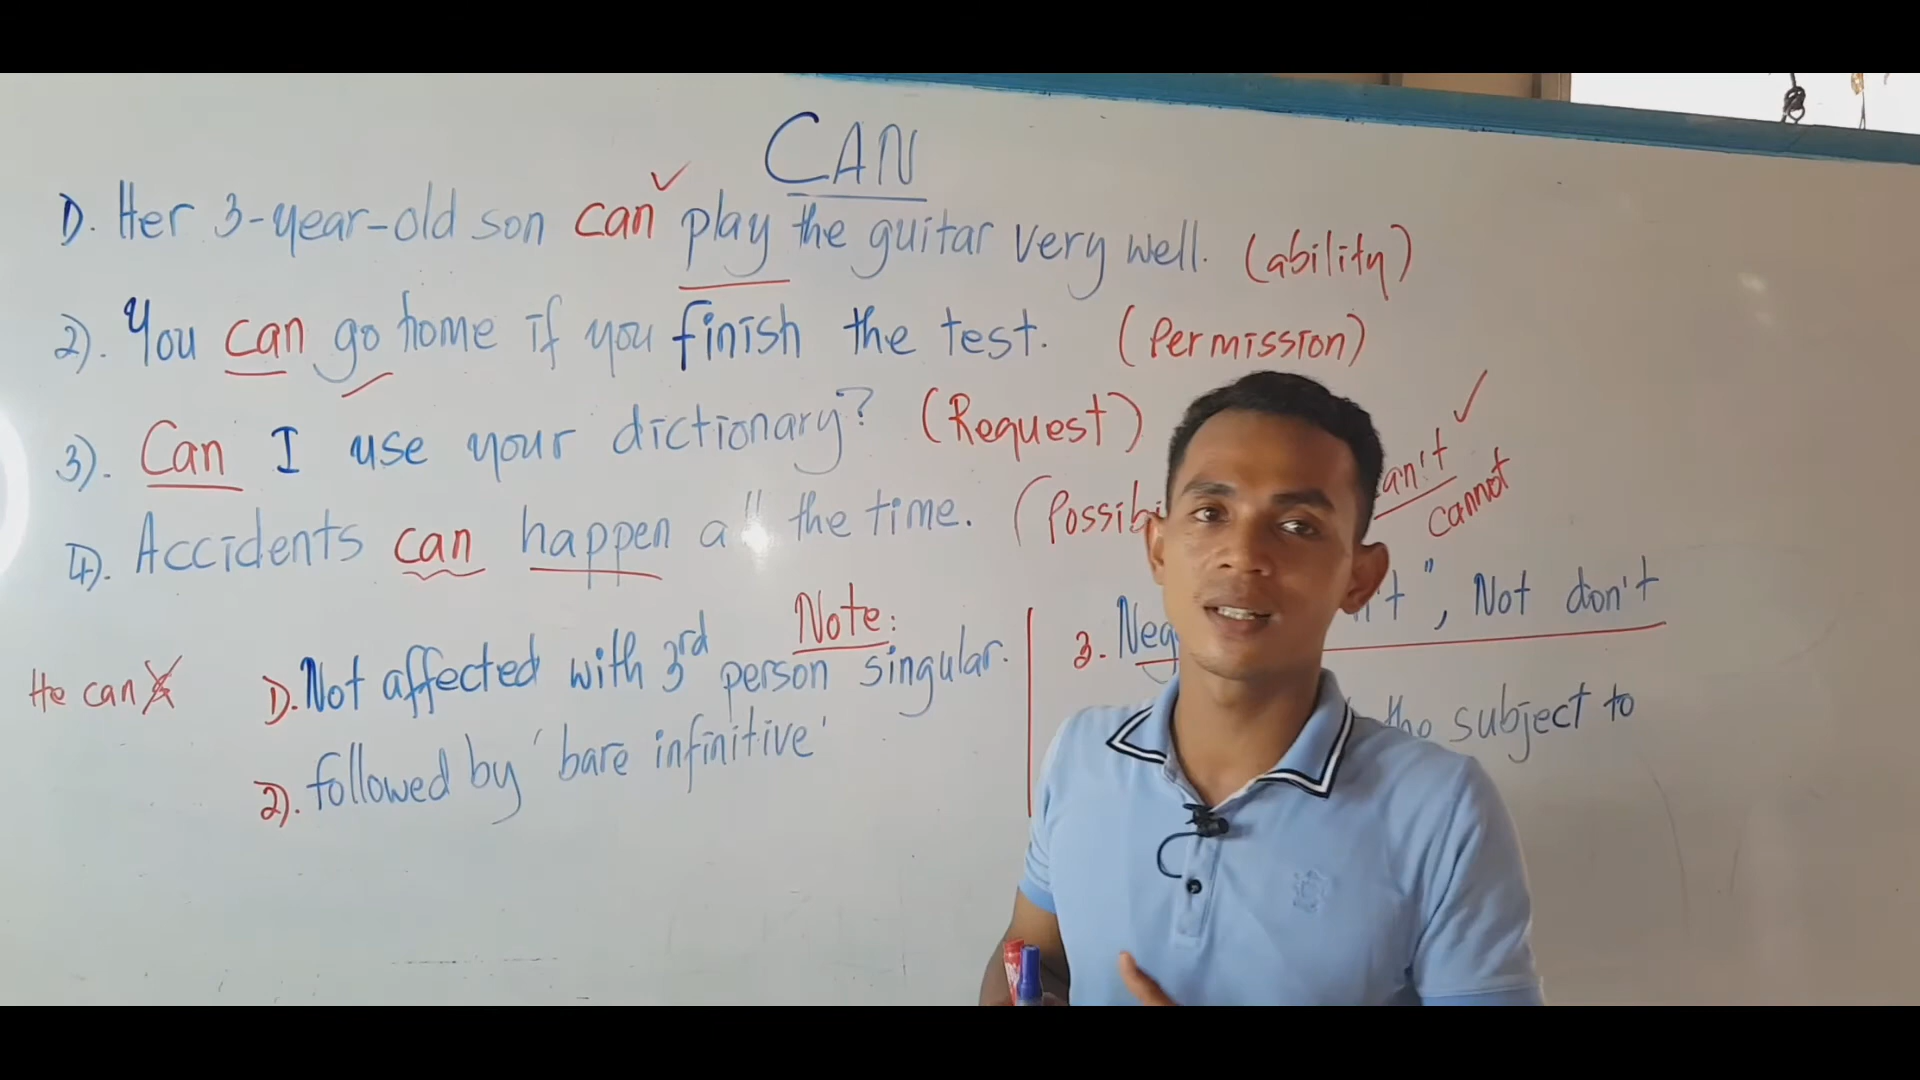 CAN
1). Her 3-year-old son can play the guitar very well. (ability)
2). You can go home if you finish the test. (Permission)
3). Can I use your dictionary? (Request)
4). Accidents can happen all the time. (Possibi
an't
cannot
Note:
He can
1). Not affected with 3rd person singular.
2). followed by 'bare infinitive'
3. Neg n't", Not don't
the subject to